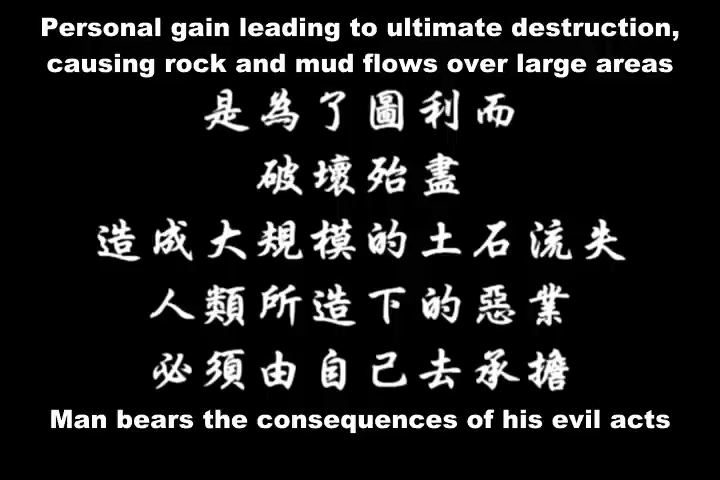 Personal gain leading to ultimate destruction,
causing rock and mud flows over large areas
是為了圖利而
破壞殆盡
造成大規模的土石流失
人類所造下的惡業
必須由自己去承擔
Man bears the consequences of his evil acts